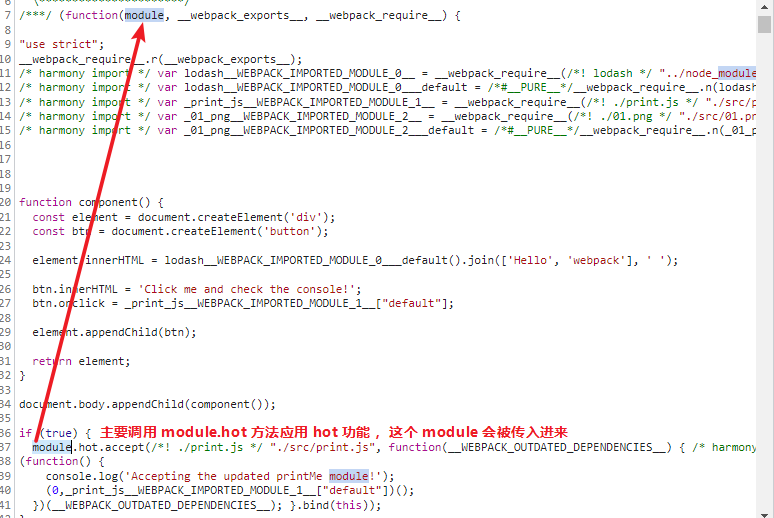 6
7 /***/ (function(module, __webpack_exports__, __webpack_require__) {
8
9 "use strict";
10 __webpack_require__.r(__webpack_exports__);
11 /* harmony import */ var lodash__WEBPACK_IMPORTED_MODULE_0__ = __webpack_require__(/*! lodash */ "../node_module
12 /* harmony import */ var lodash__WEBPACK_IMPORTED_MODULE_0___default = /*#__PURE__*/__webpack_require__.n(lodash
13 /* harmony import */ var _print_js__WEBPACK_IMPORTED_MODULE_1__ = __webpack_require__(/*! ./print.js */ "./src/p
14 /* harmony import */ var _01_png__WEBPACK_IMPORTED_MODULE_2__ = __webpack_require__(/*! ./01.png */ "./src/01.pn
15 /* harmony import */ var _01_png__WEBPACK_IMPORTED_MODULE_2___default = /*#__PURE__*/__webpack_require__.n(_01_p
16
17
18
19
20 function component() {
21 const element = document.createElement('div');
22 const btn = document.createElement('button');
23
24 element.innerHTML = lodash__WEBPACK_IMPORTED_MODULE_0___default().join(['Hello', 'webpack'], ' ');
25
26 btn.innerHTML = 'Click me and check the console!';
27 btn.onclick = _print_js__WEBPACK_IMPORTED_MODULE_1__["default"];
28
29 element.appendChild(btn);
30
31 return element;
32 }
33
34 document.body.appendChild(component());
35
36 if (true) { 主要调用 module.hot 方法应用 hot 功能，这个 module 会被传入进来
37 module.hot.accept(/*! ./print.js */ "./src/print.js", function(__WEBPACK_OUTDATED_DEPENDENCIES__) { /* harmony
38 (function() {
39 console.log('Accepting the updated printMe module!');
40 (0,_print_js__WEBPACK_IMPORTED_MODULE_1__["default"])();
41 })(__WEBPACK_OUTDATED_DEPENDENCIES__); }.bind(this));